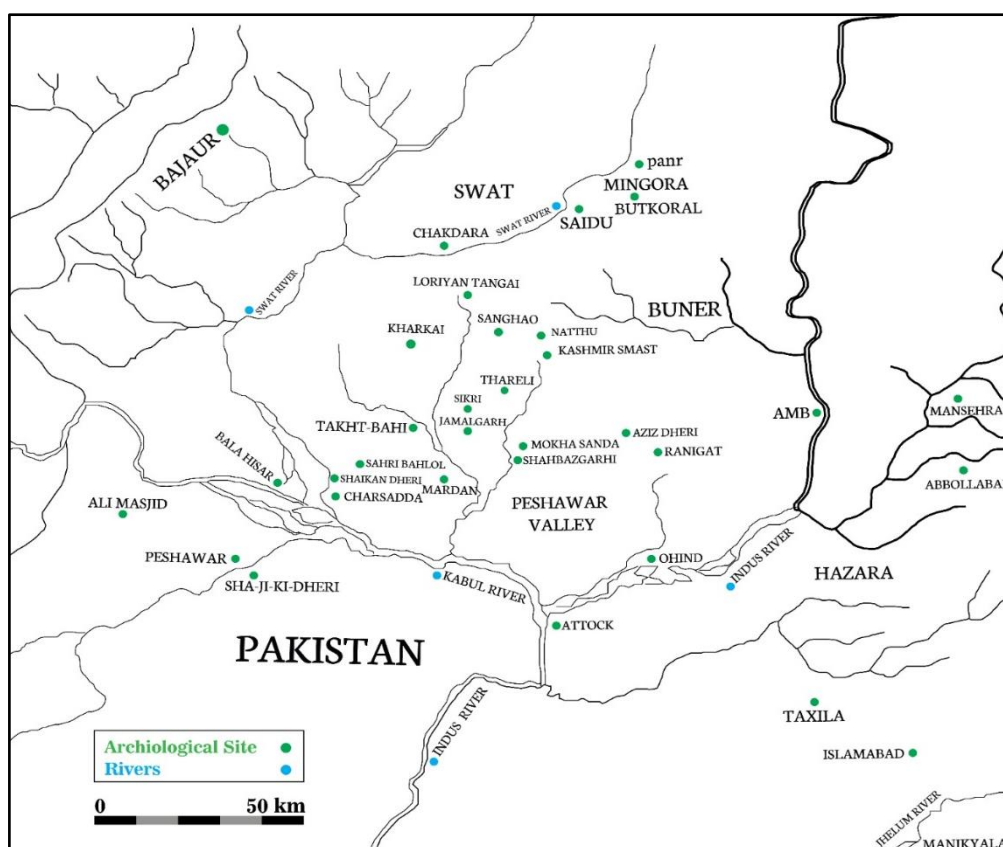 BAJAUR
panr
SWAT
MINGORA
BUTKORAL
SWAT RIVER
SAIDU
CHAKDARA
LORIYAN TANGAI
SWAT RIVER
BUNER
SANGHAO
KHARKAI
NATTHU
KASHMIR SMAST
THARELI
SIKRI
AMB
MANSEHRA
JAMALGARH
TAKHT-BAHI
AZIZ DHERI
MOKHA SANDA
RANIGAT
BALA HISAR
SAHRI BAHLOL
SHAHBAZGARHI
SHAIKAN DHERI
MARDAN
ABBOLLABAD
CHARSADDA
ALI MASJID
PESHAWAR
VALLEY
PESHAWAR
OHIND
INDUS RIVER
HAZARA
SHA-JI-KI-DHERI
KABUL RIVER
ATTOCK
PAKISTAN
INDUS RIVER
TAXILA
Archiological Site
Rivers
ISLAMABAD
0 50 km
JHELUM RIVER
MANIKYALA